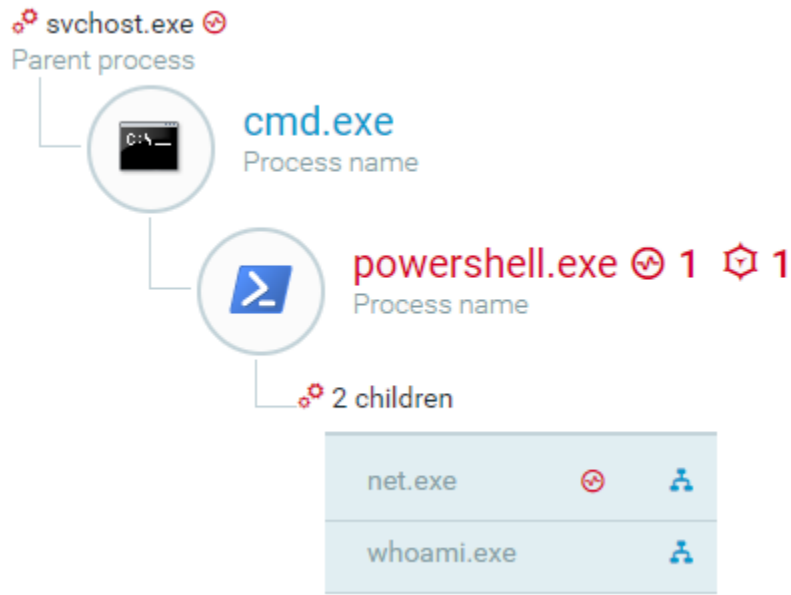 svchost.exe
Parent process
C:\
cmd.exe
Process name
powershell.exe 1 1
Process name
2 children
net.exe
whoami.exe